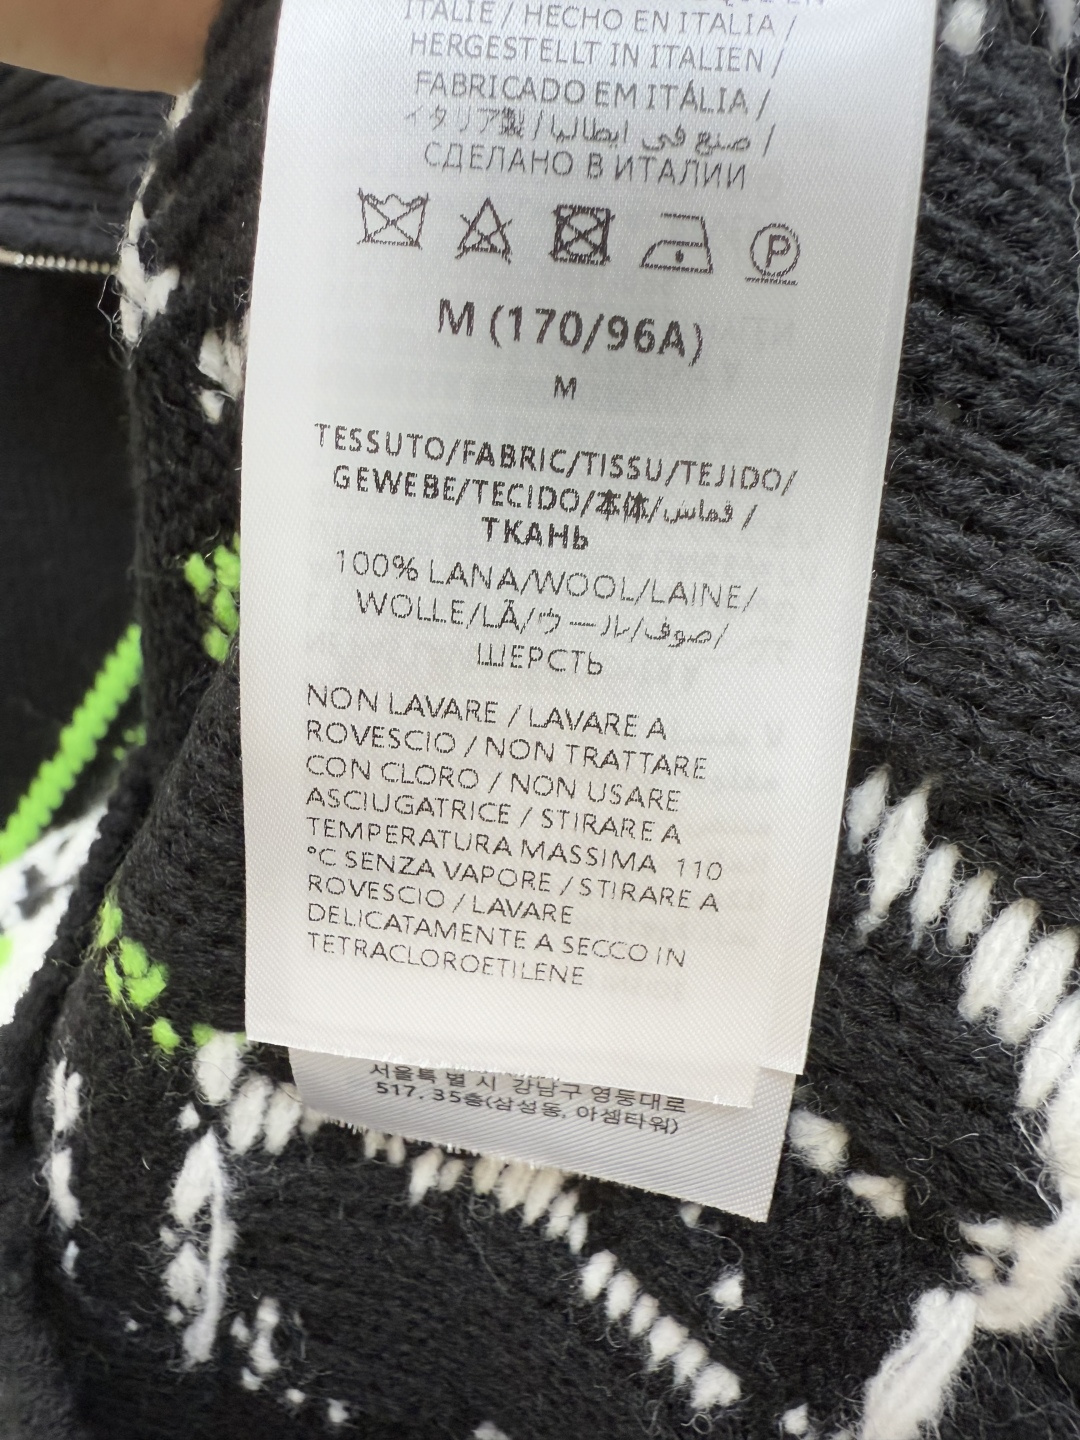 ITALIE / HECHO EN ITALIA /
HERGESTELLT IN ITALIEN /
FABRICADO EM ITÁLIA /
イタリア製 / صنع في ايطاليا /
СДЕЛАНО В ИТАЛИИ
P
M (170/96A)
M
TESSUTO/FABRIC/TISSU/TEJIDO/
GEWEBE/TECIDO/本体/قماش /
ТКАНЬ
100% LANA/WOOL/LAINE/
WOLLE/LÃ/ウール/صوف/
ШЕРСТЬ
NON LAVARE / LAVARE A
ROVESCIO / NON TRATTARE
CON CLORO / NON USARE
ASCIUGATRICE / STIRARE A
TEMPERATURA MASSIMA 110
°C SENZA VAPORE / STIRARE A
ROVESCIO / LAVARE
DELICATAMENTE A SECCO IN
TETRACLOROETILENE
서울특별시 강남구 영동대로
517, 35층(삼성동, 아셈타워)